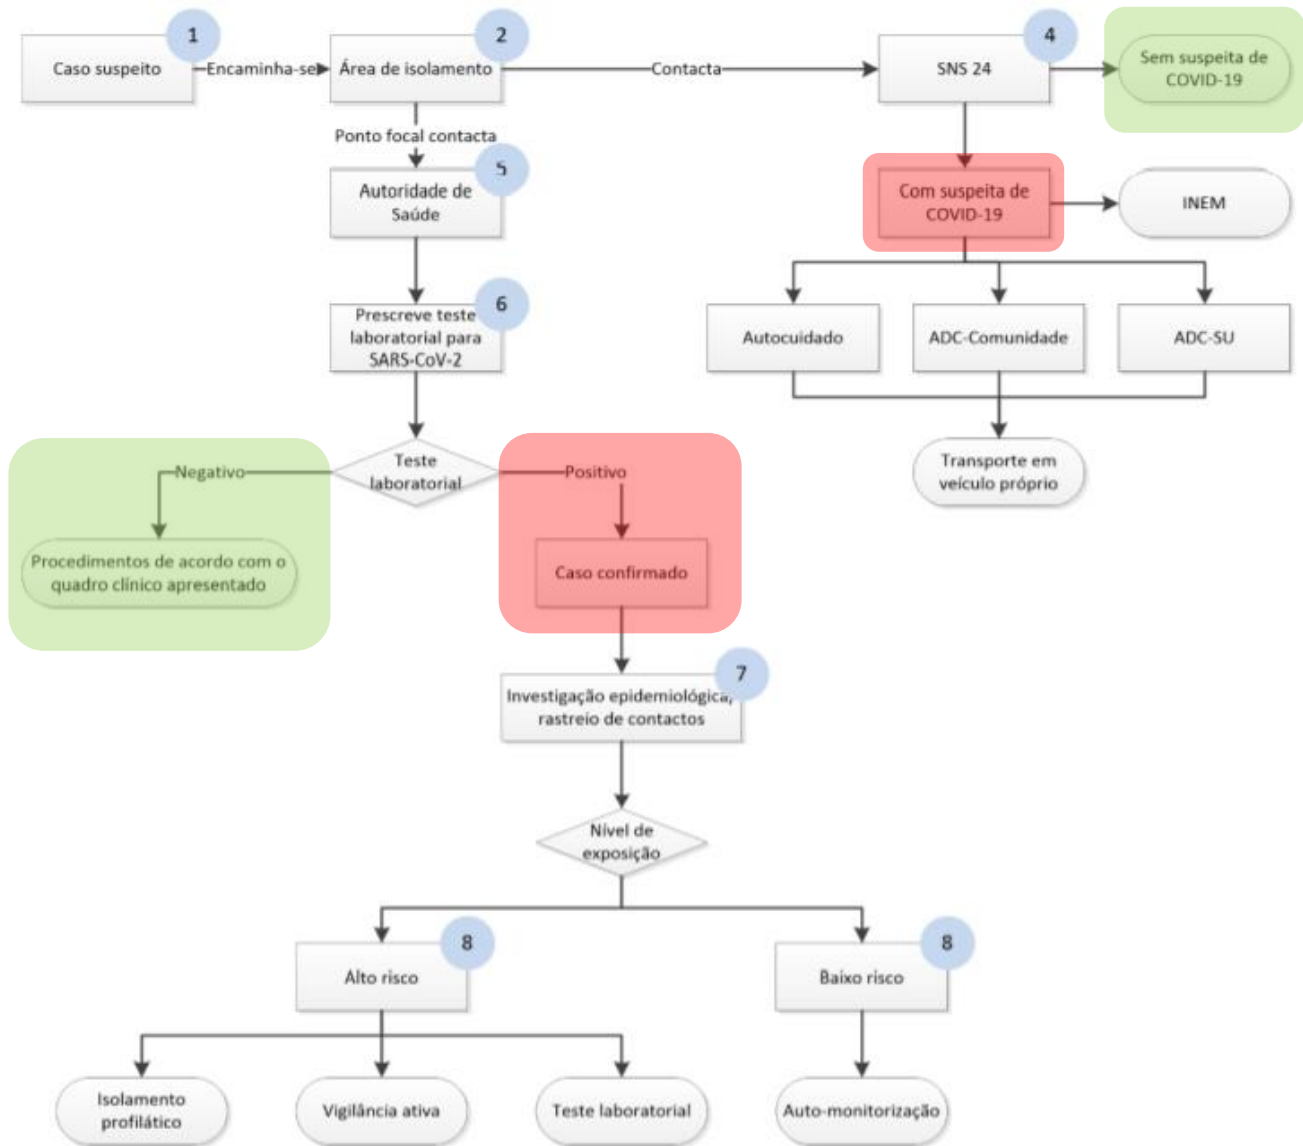 1
2
4
Caso suspeito
Encaminha-se
Área de isolamento
Contacta
SNS 24
Sem suspeita de
COVID-19
Ponto focal contacta
5
Autoridade de
Saúde
Com suspeita de
COVID-19
INEM
6
Prescreve teste
laboratorial para
SARS-CoV-2
Autocuidado
ADC-Comunidade
ADC-SU
Negativo
Teste
laboratorial
Positivo
Transporte em
veículo próprio
Procedimentos de acordo com o
quadro clínico apresentado
Caso confirmado
7
Investigação epidemiológica,
rastreio de contactos
Nível de
exposição
8
8
Alto risco
Baixo risco
Isolamento
profilático
Vigilância ativa
Teste laboratorial
Auto-monitorização